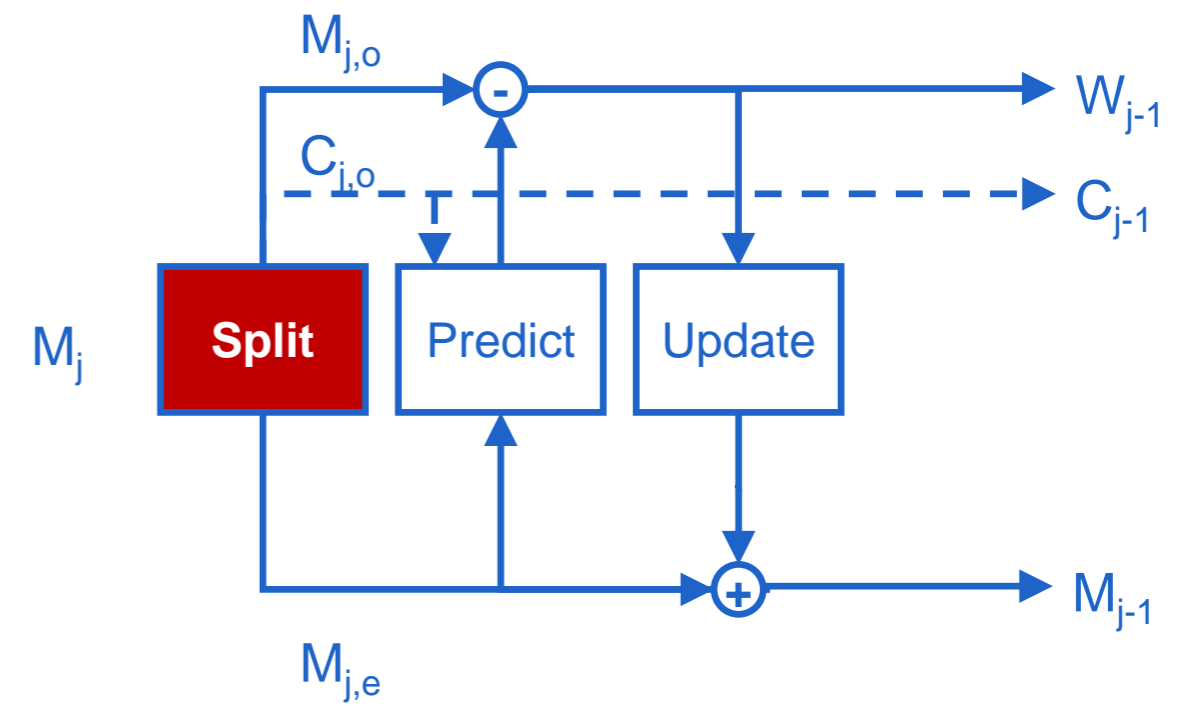 M_{j,o}
-
W_{j-1}
C_{j,o}
C_{j-1}
M_j
Split
Predict
Update
+
M_{j-1}
M_{j,e}